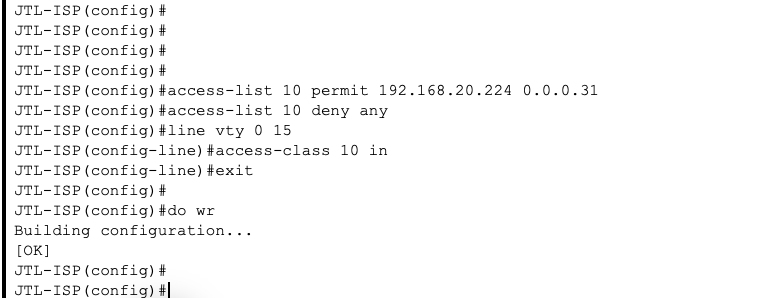 JTL-ISP(config)#
JTL-ISP(config)#
JTL-ISP(config)#
JTL-ISP(config)#
JTL-ISP(config)#access-list 10 permit 192.168.20.224 0.0.0.31
JTL-ISP(config)#access-list 10 deny any
JTL-ISP(config)#line vty 0 15
JTL-ISP(config-line)#access-class 10 in
JTL-ISP(config-line)#exit
JTL-ISP(config)#
JTL-ISP(config)#do wr
Building configuration...
[OK]
JTL-ISP(config)#
JTL-ISP(config)#